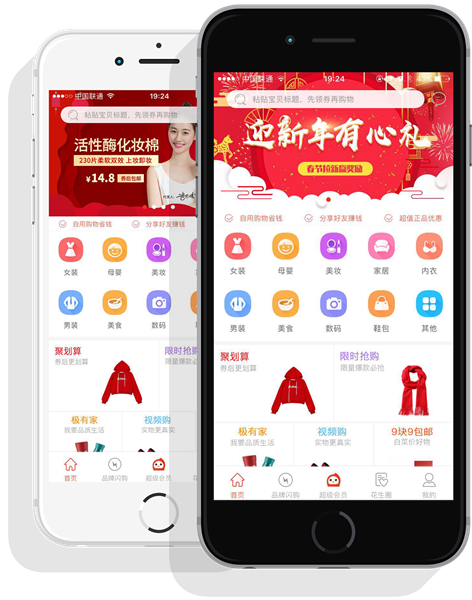 中国联通
19:24
粘贴宝贝标题，先领券再购物
活性酶化妆棉
230片柔软双效 上妆卸妆
¥14.8
券后包邮
自用购物省钱
分享好友赚钱
女装
母婴
美妆
男装
美食
数码
聚划算
券后更划算
限时抢购
限量爆款
极有家
我要品质生活
视频购
实物更真实
首页
品牌闪购
超级会员
中国联通
19:24
粘贴宝贝标题，先领券再购物
迎新年有心礼
春节拉新赢奖励
自用购物省钱
分享好友赚钱
超值正品优惠
女装
母婴
美妆
家居
内衣
男装
美食
数码
鞋包
其他
聚划算
券后更划算
限时抢购
限量爆款必抢
极有家
我要品质生活
视频购
实物更真实
9块9包邮
白菜价好物
首页
品牌闪购
超级会员
花生圈
我的